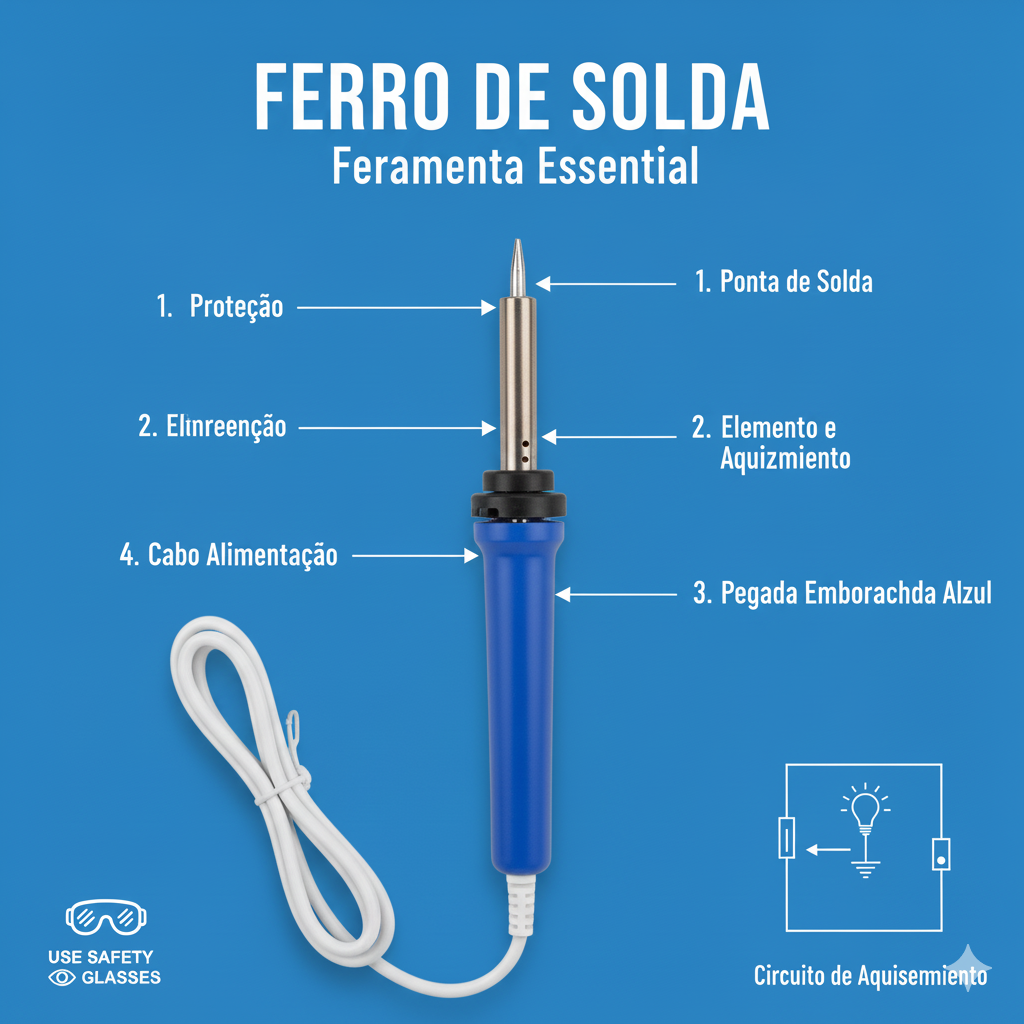 FERRO DE SOLDA
Feramenta Essential
1. Proteção
1. Ponta de Solda
2. Elinreenção
2. Elemento e
Aquizmiento
4. Cabo Alimentação
3. Pegada Emborachda Alzul
USE SAFETY
GLASSES
Circuito de Aquisemiento